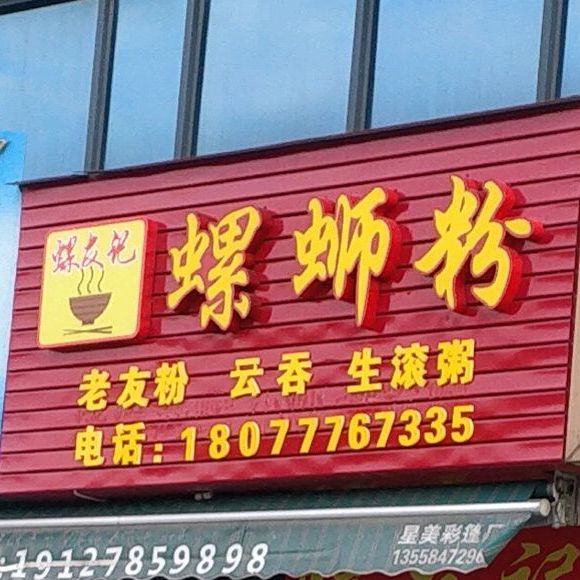 螺友记
螺蛳粉
老友粉 云吞 生滚粥
电话:18077767335
星美彩篷厂
:19127859898
1355847296